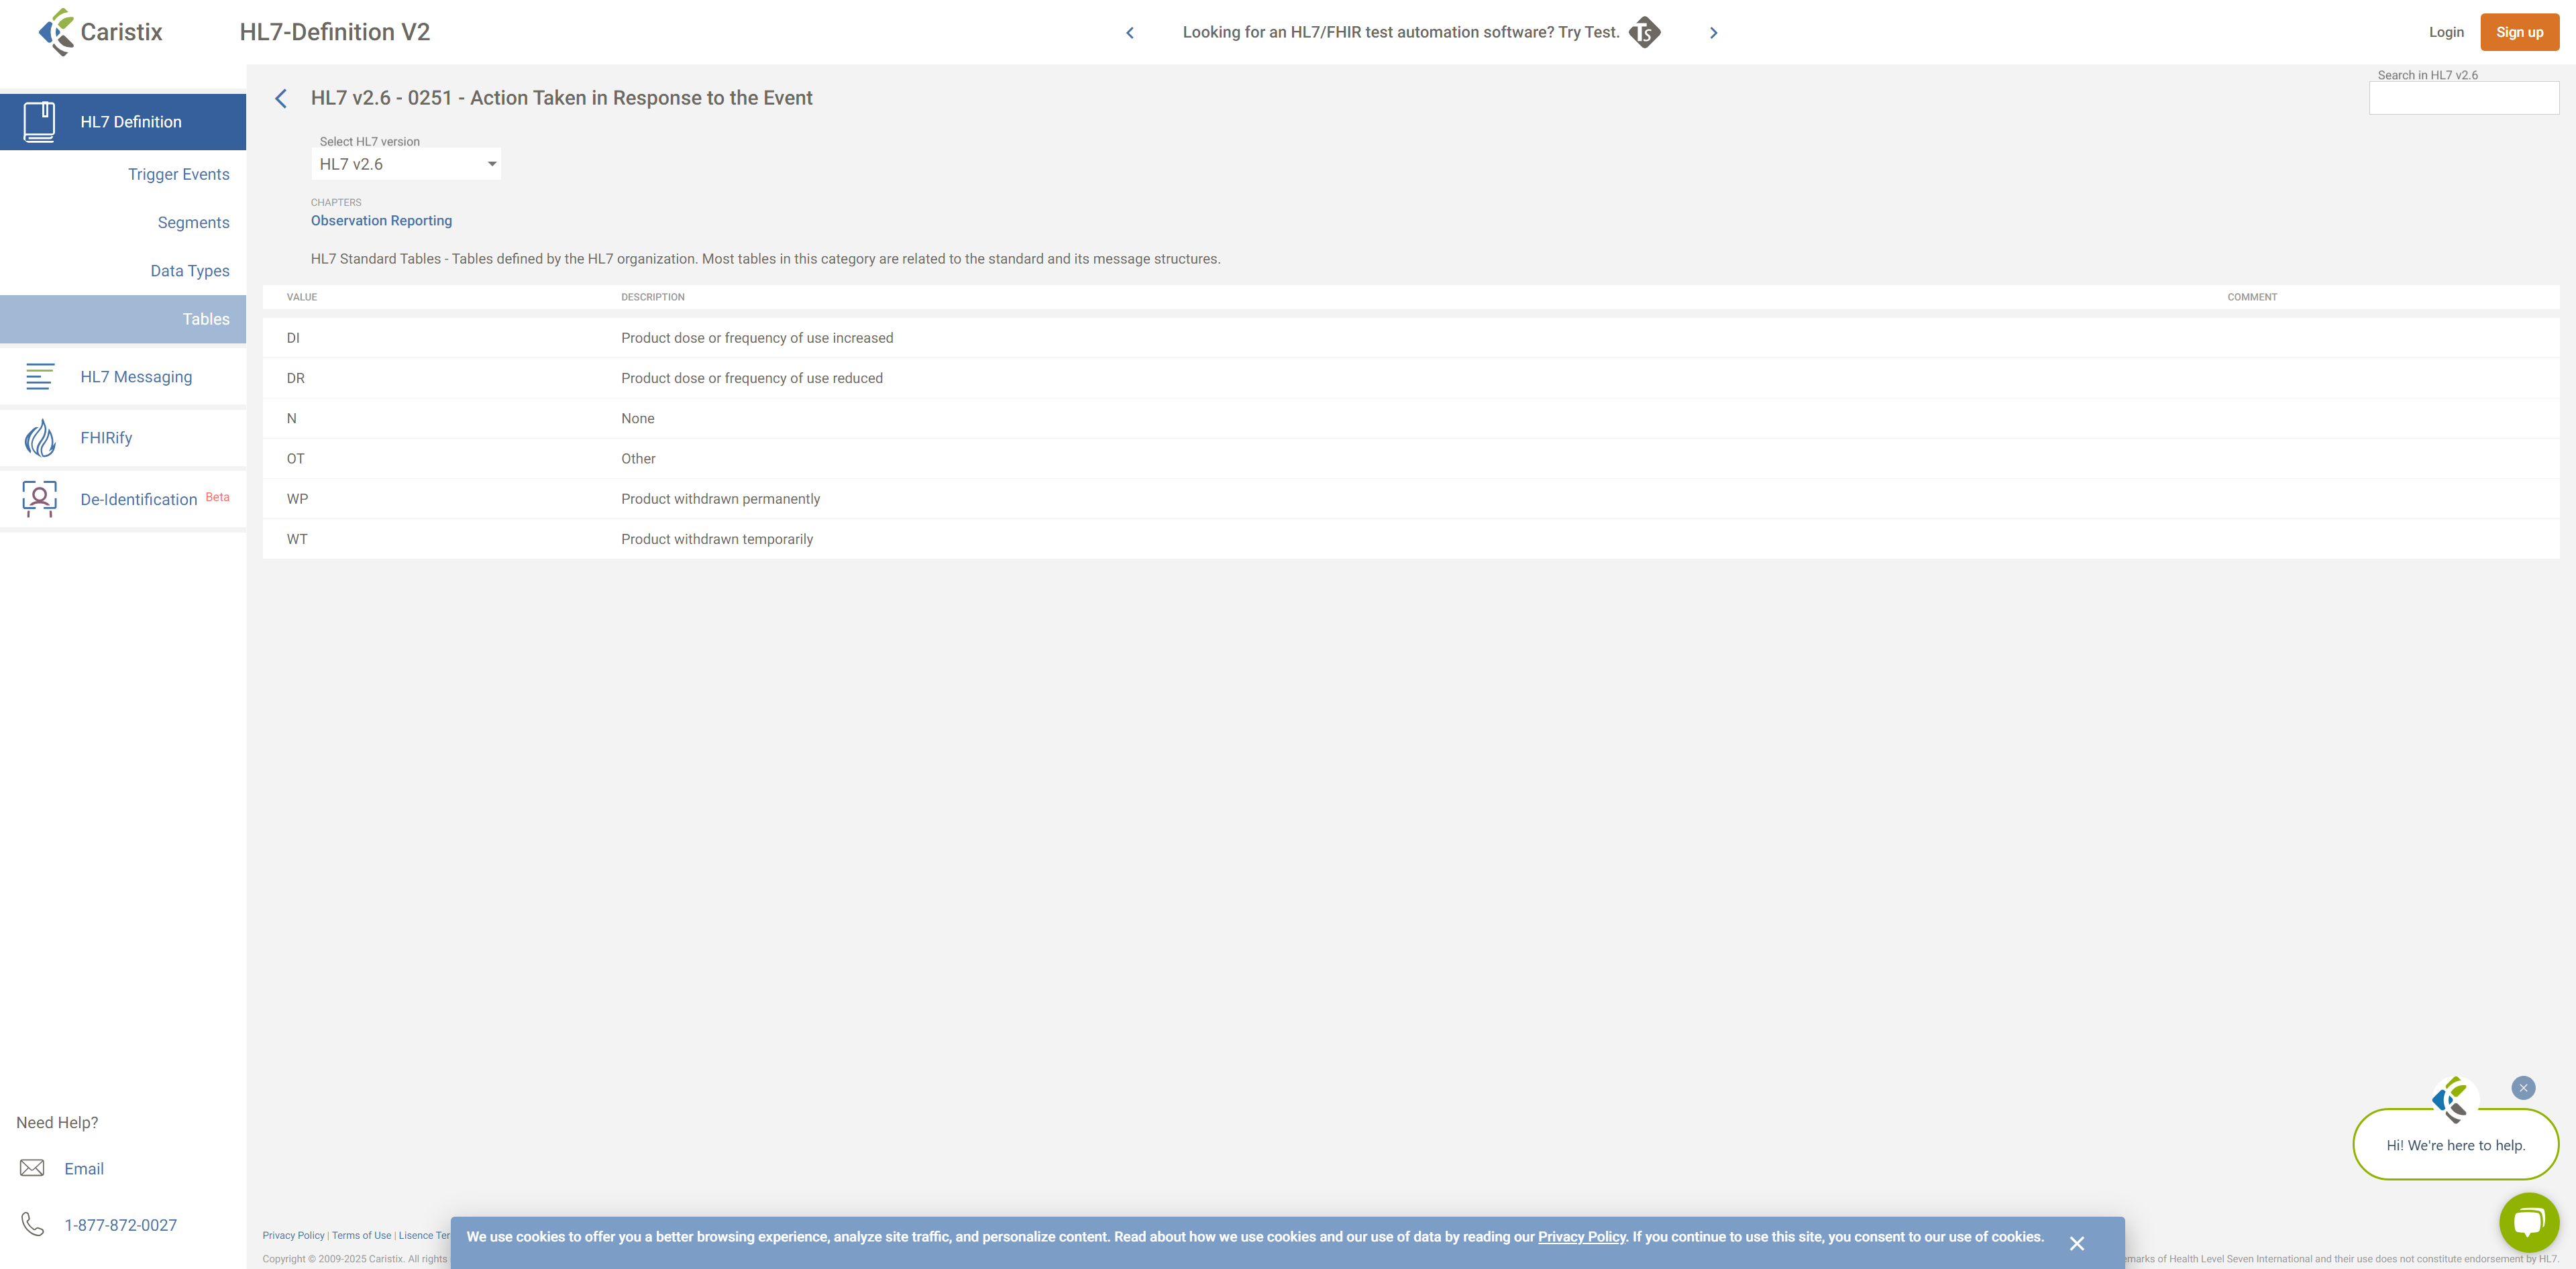 Caristix
HL7-Definition V2
Looking for an HL7/FHIR test automation software? Try Test.
Ts
Login
Sign up
HL7 Definition
Trigger Events
Segments
Data Types
Tables
HL7 Messaging
FHIRify
De-Identification Beta
Need Help?
Email
1-877-872-0027
HL7 v2.6 - 0251 - Action Taken in Response to the Event
Search in HL7 v2.6
Select HL7 version
HL7 v2.6
CHAPTERS
Observation Reporting
HL7 Standard Tables - Tables defined by the HL7 organization. Most tables in this category are related to the standard and its message structures.
VALUE DESCRIPTION COMMENT
DI Product dose or frequency of use increased
DR Product dose or frequency of use reduced
N None
OT Other
WP Product withdrawn permanently
WT Product withdrawn temporarily
Hi! We're here to help.
Privacy Policy | Terms of Use | Lisence Ter
We use cookies to offer you a better browsing experience, analyze site traffic, and personalize content. Read about how we use cookies and our use of data by reading our Privacy Policy. If you continue to use this site, you consent to our use of cookies.
Copyright © 2009-2025 Caristix. All rights
emarks of Health Level Seven International and their use does not constitute endorsement by HL7.